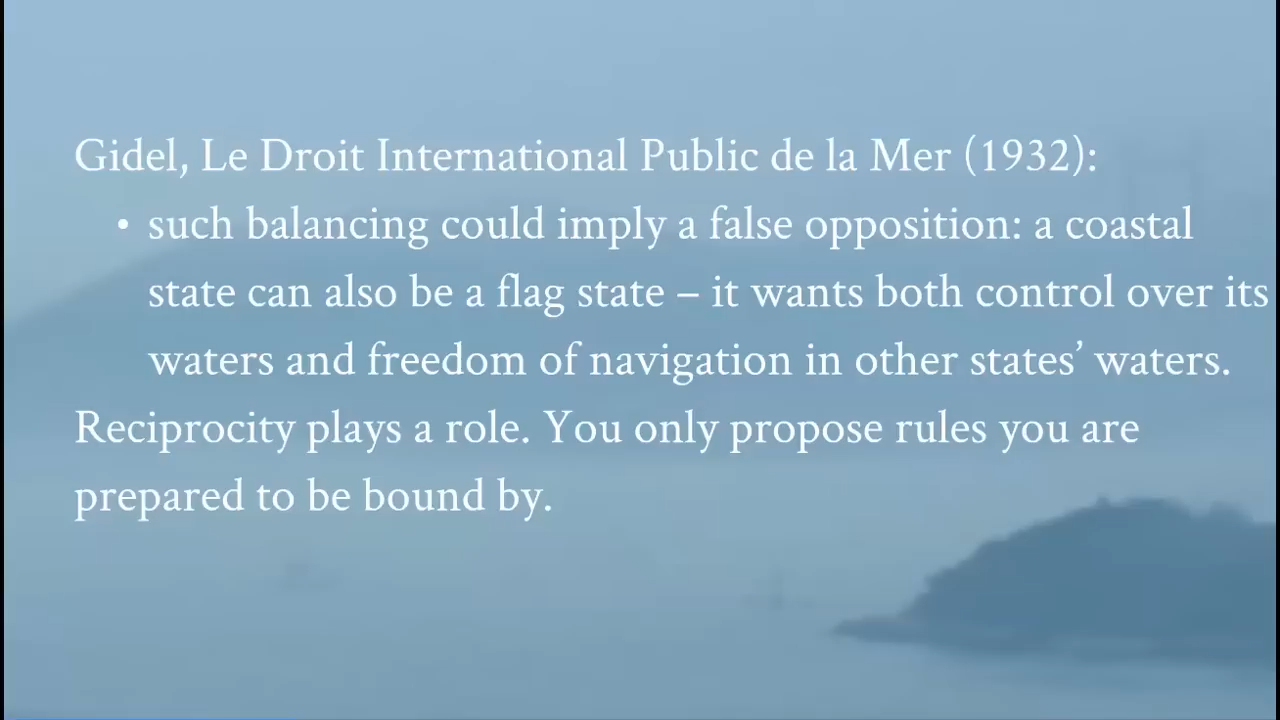 Gidel, Le Droit International Public de la Mer (1932):
• such balancing could imply a false opposition: a coastal
state can also be a flag state – it wants both control over its
waters and freedom of navigation in other states’ waters.
Reciprocity plays a role. You only propose rules you are
prepared to be bound by.